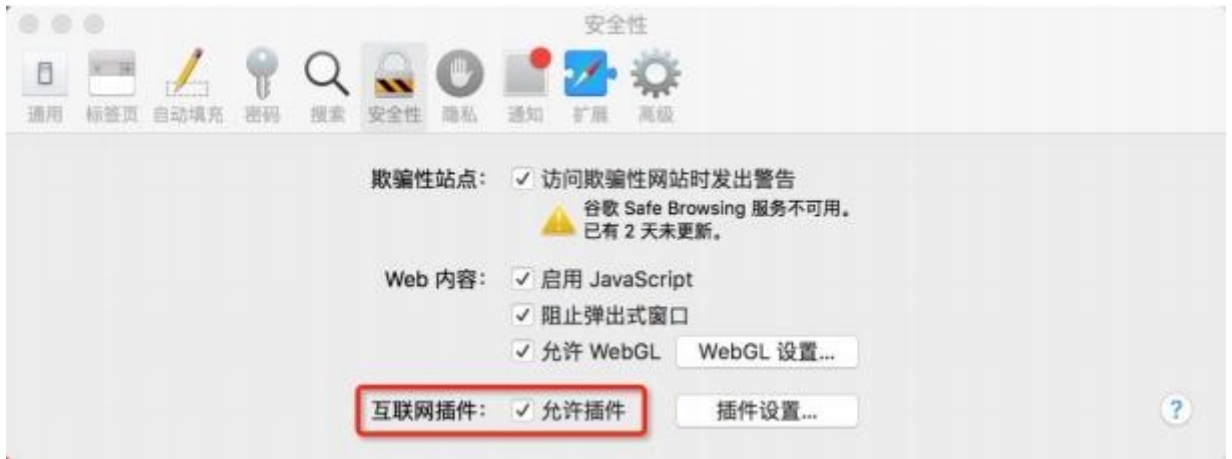 安全性
通用 标签页 自动填充 密码 搜索 安全性 隐私 通知 扩展 高级
欺骗性站点: 访问欺骗性网站时发出警告
谷歌 Safe Browsing 服务不可用。
已有 2 天未更新。
Web 内容: 启用 JavaScript
阻止弹出式窗口
允许 WebGL WebGL 设置...
互联网插件: 允许插件 插件设置... ?